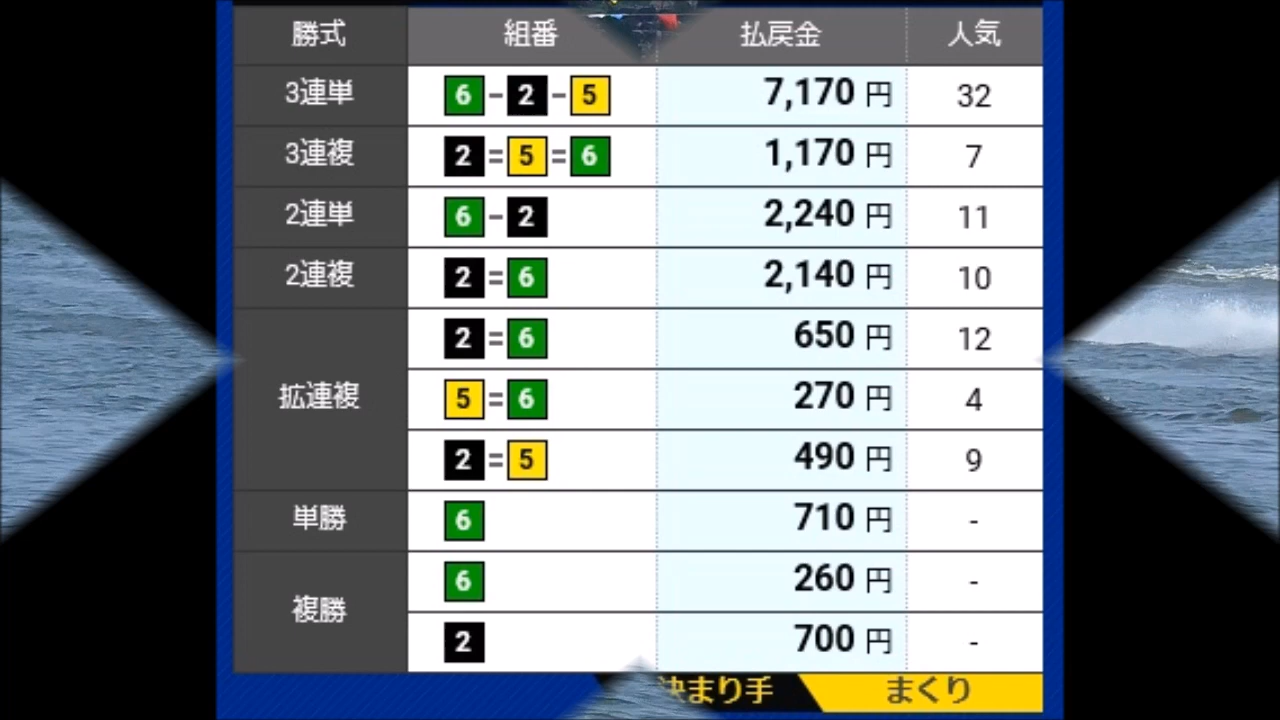 勝式 組番 払戻金 人気
3連単 6-2-5 7,170円 32
3連複 2=5=6 1,170円 7
2連単 6-2 2,240円 11
2連複 2=6 2,140円 10
拡連複 2=6 650円 12
5=6 270円 4
2=5 490円 9
単勝 6 710円 -
複勝 6 260円 -
2 700円 -
決まり手 まくり